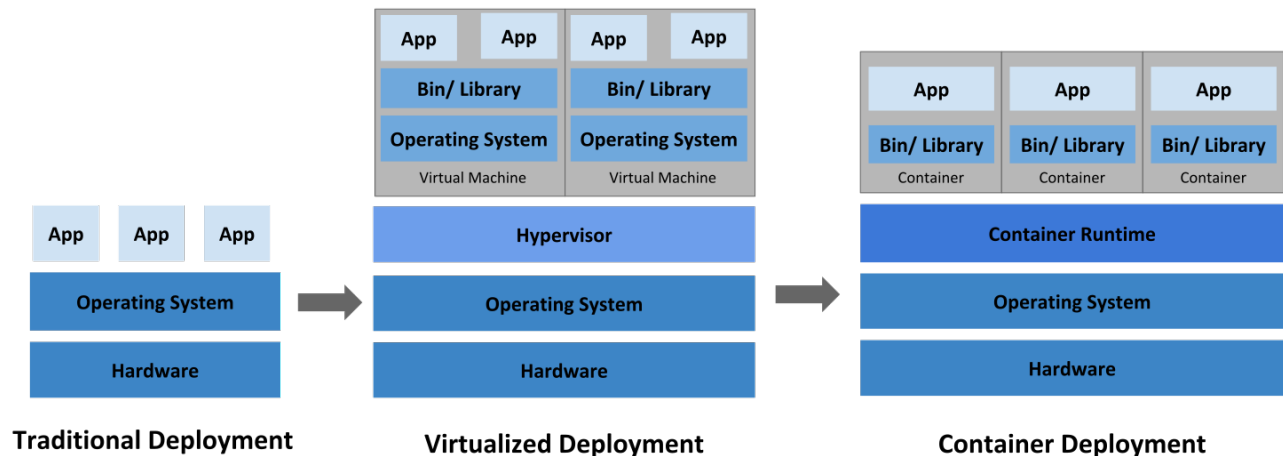 App
App
App
Operating System
Hardware
Traditional Deployment
App
App
Bin/ Library
Operating System
Virtual Machine
App
App
Bin/ Library
Operating System
Virtual Machine
Hypervisor
Operating System
Hardware
Virtualized Deployment
App
Bin/ Library
Container
App
Bin/ Library
Container
App
Bin/ Library
Container
Container Runtime
Operating System
Hardware
Container Deployment